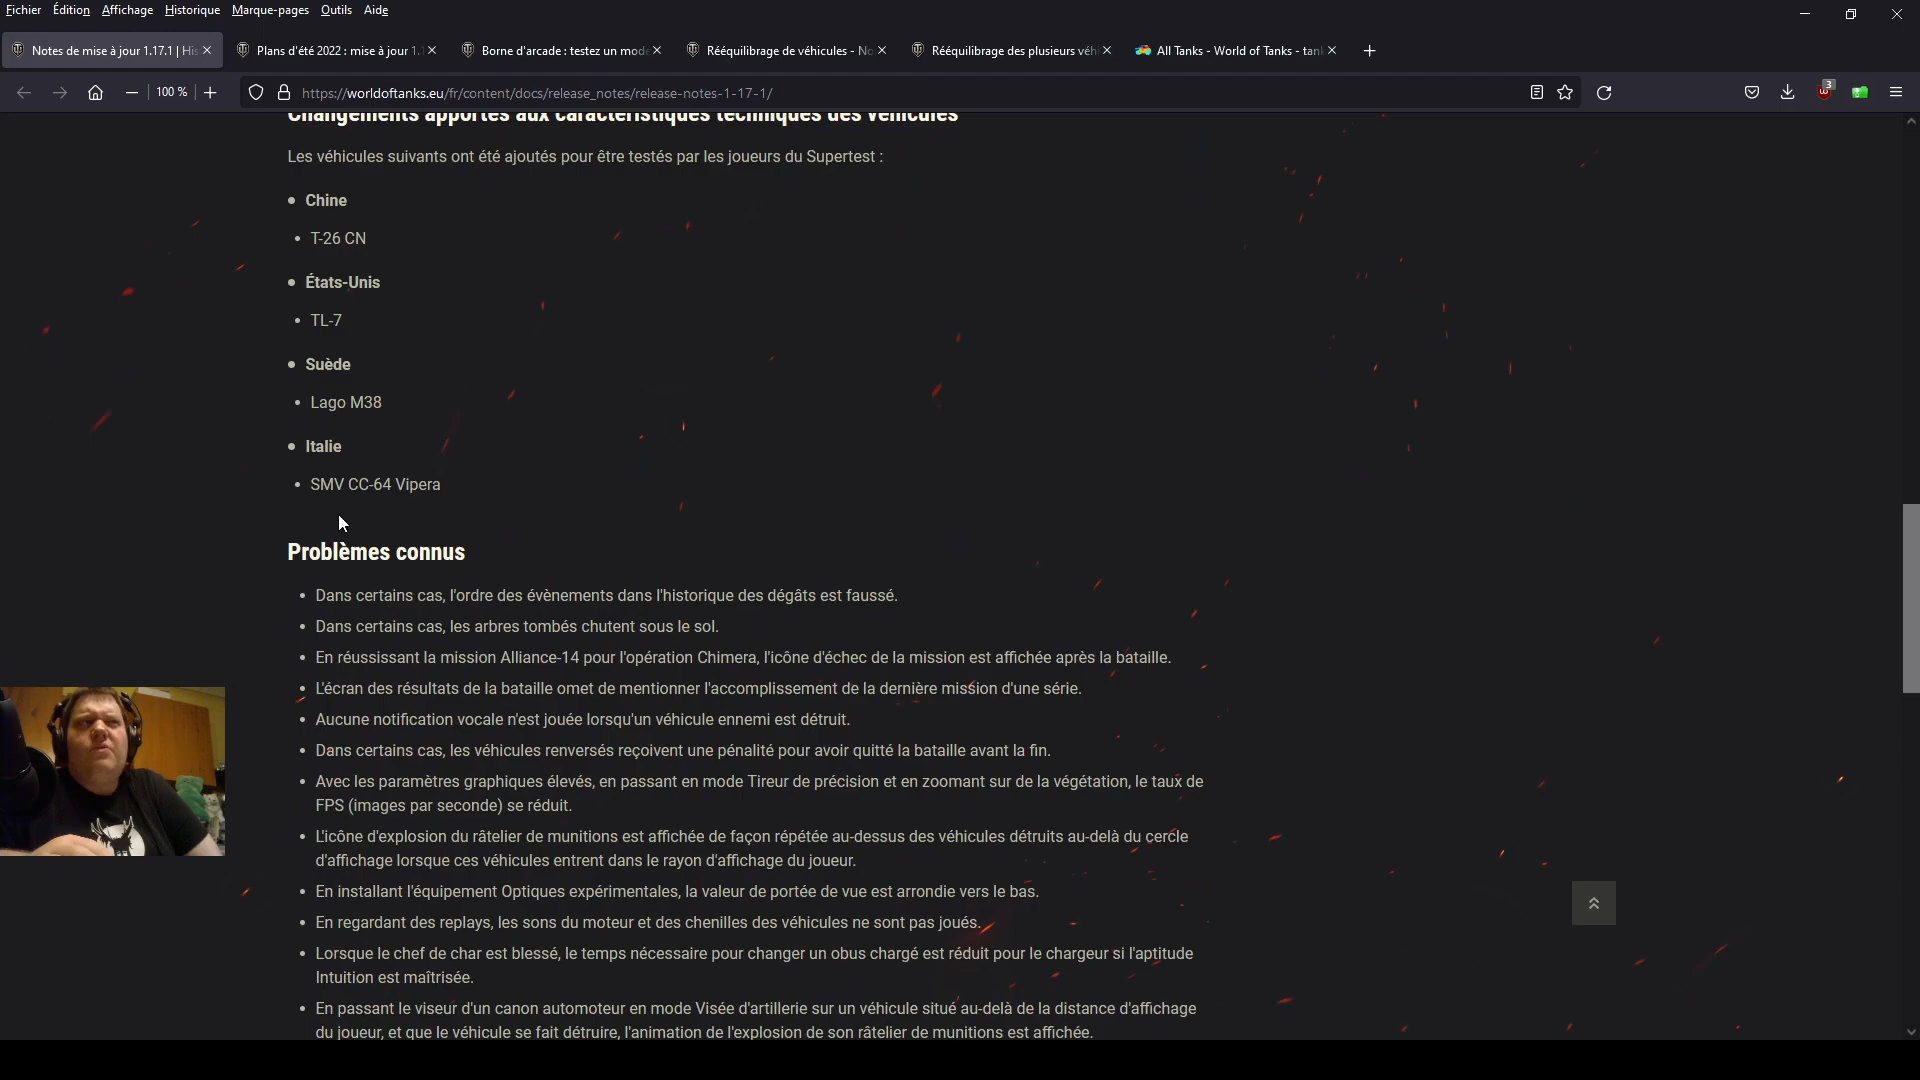 Fichier Édition Affichage Historique Marque-pages Outils Aide
Notes de mise à jour 1.17.1 | His
Plans d'été 2022 : mise à jour 1.1
Borne d'arcade : testez un mode
Rééquilibrage de véhicules - No
Rééquilibrage des plusieurs véhi
All Tanks - World of Tanks - tank
100 %
https://worldoftanks.eu/fr/content/docs/release_notes/release-notes-1-17-1/
3
Changements apportés aux caractéristiques techniques des véhicules
Les véhicules suivants ont été ajoutés pour être testés par les joueurs du Supertest :
Chine
T-26 CN
États-Unis
TL-7
Suède
Lago M38
Italie
SMV CC-64 Vipera
Problèmes connus
Dans certains cas, l'ordre des évènements dans l'historique des dégâts est faussé.
Dans certains cas, les arbres tombés chutent sous le sol.
En réussissant la mission Alliance-14 pour l'opération Chimera, l'icône d'échec de la mission est affichée après la bataille.
L'écran des résultats de la bataille omet de mentionner l'accomplissement de la dernière mission d'une série.
Aucune notification vocale n'est jouée lorsqu'un véhicule ennemi est détruit.
Dans certains cas, les véhicules renversés reçoivent une pénalité pour avoir quitté la bataille avant la fin.
Avec les paramètres graphiques élevés, en passant en mode Tireur de précision et en zoomant sur de la végétation, le taux de
FPS (images par seconde) se réduit.
L'icône d'explosion du râtelier de munitions est affichée de façon répétée au-dessus des véhicules détruits au-delà du cercle
d'affichage lorsque ces véhicules entrent dans le rayon d'affichage du joueur.
En installant l'équipement Optiques expérimentales, la valeur de portée de vue est arrondie vers le bas.
En regardant des replays, les sons du moteur et des chenilles des véhicules ne sont pas joués.
Lorsque le chef de char est blessé, le temps nécessaire pour changer un obus chargé est réduit pour le chargeur si l'aptitude
Intuition est maîtrisée.
En passant le viseur d'un canon automoteur en mode Visée d'artillerie sur un véhicule situé au-delà de la distance d'affichage
du joueur, et que le véhicule se fait détruire, l'animation de l'explosion de son râtelier de munitions est affichée.